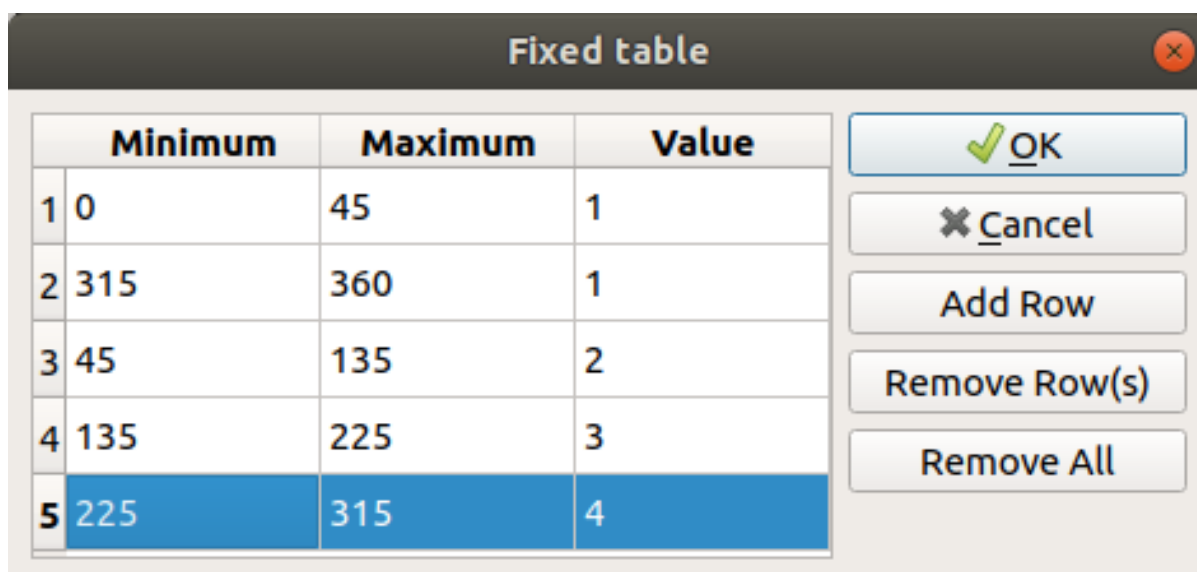 Fixed table
Minimum Maximum Value
1 0 45 1
2 315 360 1
3 45 135 2
4 135 225 3
5 225 315 4
OK
Cancel
Add Row
Remove Row(s)
Remove All